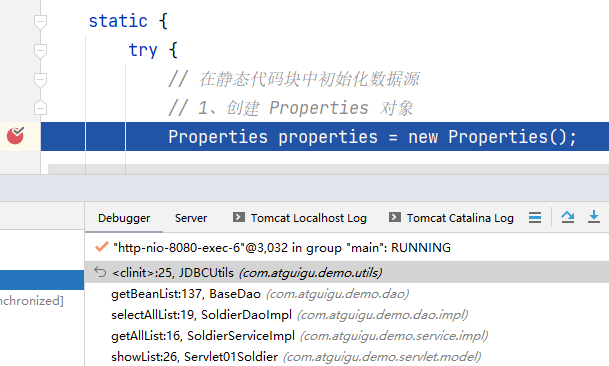 static {
try {
// 在静态代码块中初始化数据源
// 1、创建 Properties 对象
Properties properties = new Properties();
Debugger Server Tomcat Localhost Log Tomcat Catalina Log
"http-nio-8080-exec-6"@3,032 in group "main": RUNNING
<clinit>:25, JDBCUtils (com.atguigu.demo.utils)
nchronized]
getBeanList:137, BaseDao (com.atguigu.demo.dao)
selectAllList:19, SoldierDaoImpl (com.atguigu.demo.dao.impl)
getAllList:16, SoldierServiceImpl (com.atguigu.demo.service.impl)
showList:26, Servlet01Soldier (com.atguigu.demo.servlet.model)